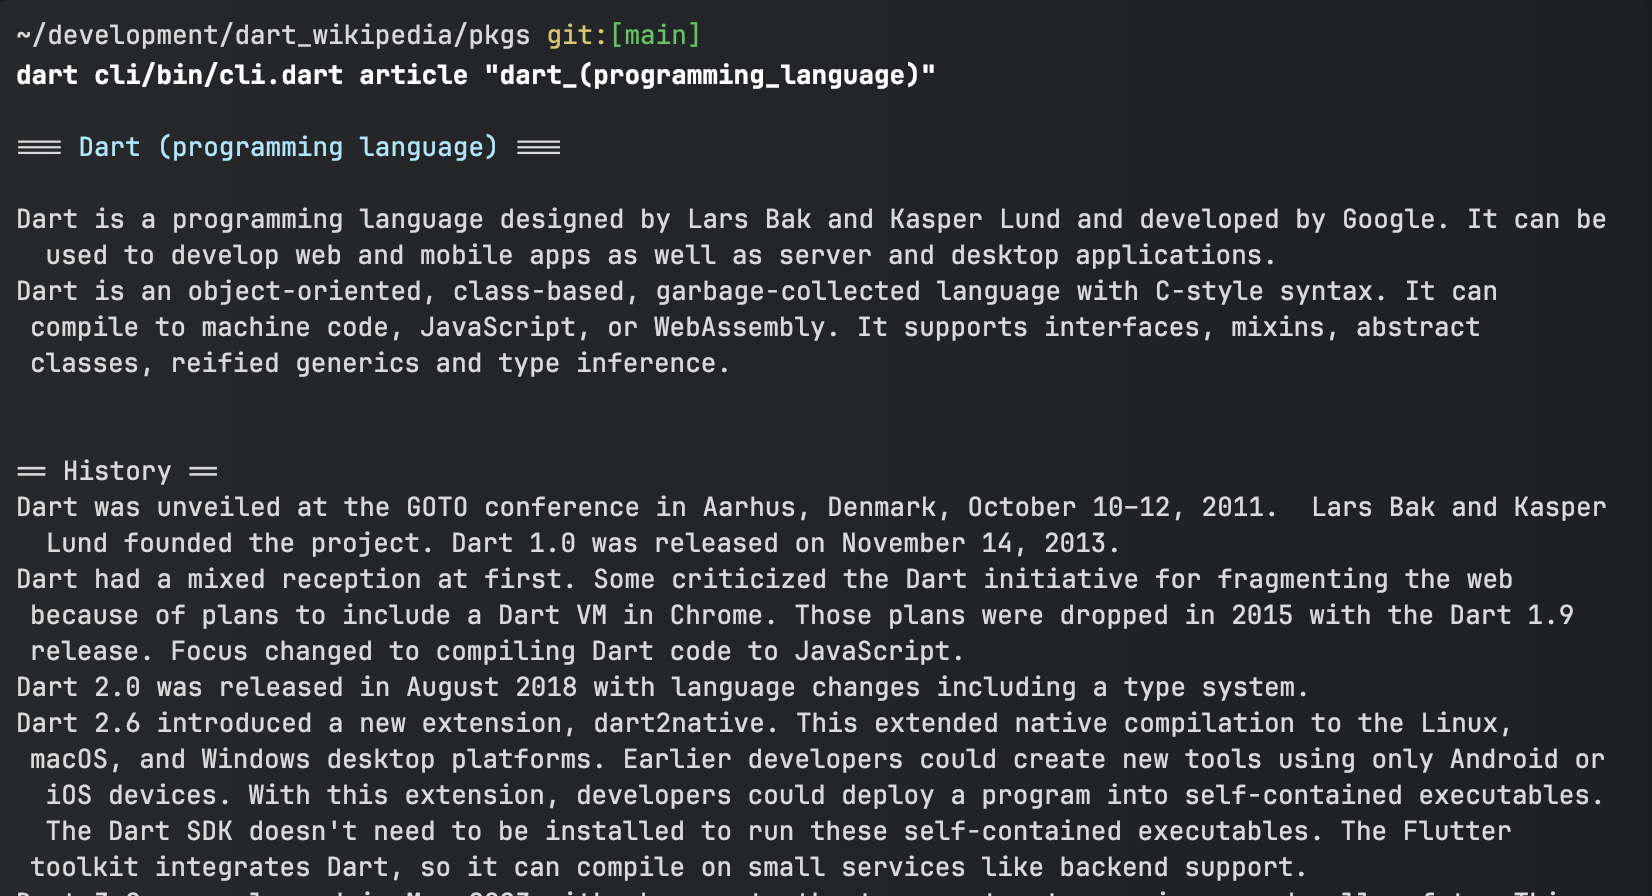 ~/development/dart_wikipedia/pkgs git:[main]
dart cli/bin/cli.dart article "dart_(programming_language)"
=== Dart (programming language) ===
Dart is a programming language designed by Lars Bak and Kasper Lund and developed by Google. It can be
used to develop web and mobile apps as well as server and desktop applications.
Dart is an object-oriented, class-based, garbage-collected language with C-style syntax. It can
compile to machine code, JavaScript, or WebAssembly. It supports interfaces, mixins, abstract
classes, reified generics and type inference.
== History ==
Dart was unveiled at the GOTO conference in Aarhus, Denmark, October 10–12, 2011.  Lars Bak and Kasper
Lund founded the project. Dart 1.0 was released on November 14, 2013.
Dart had a mixed reception at first. Some criticized the Dart initiative for fragmenting the web
because of plans to include a Dart VM in Chrome. Those plans were dropped in 2015 with the Dart 1.9
release. Focus changed to compiling Dart code to JavaScript.
Dart 2.0 was released in August 2018 with language changes including a type system.
Dart 2.6 introduced a new extension, dart2native. This extended native compilation to the Linux,
macOS, and Windows desktop platforms. Earlier developers could create new tools using only Android or
iOS devices. With this extension, developers could deploy a program into self-contained executables.
The Dart SDK doesn't need to be installed to run these self-contained executables. The Flutter
toolkit integrates Dart, so it can compile on small services like backend support.